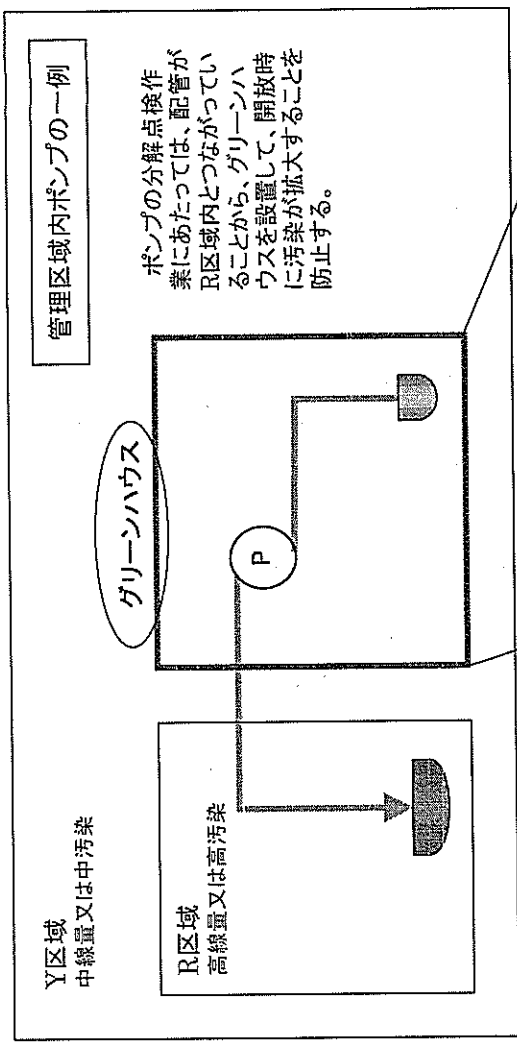 管理区域内ポンプの一例
Y区域
中線量又は中汚染
グリーンハウス
R区域
高線量又は高汚染
P
ポンプの分解点検作
業にあたっては、配管が
R区域内とつながってい
ることから、グリーンハ
ウスを設置して、開放時
に汚染が拡大することを
防止する。